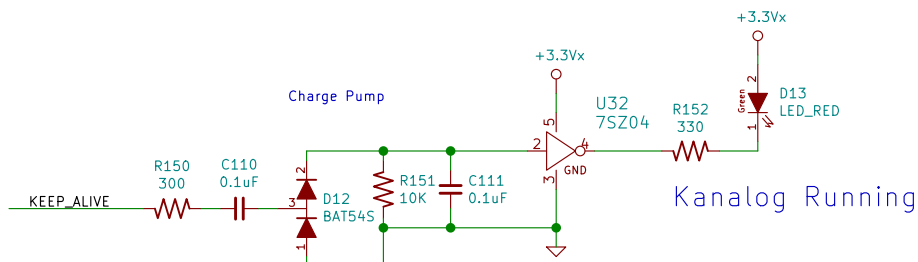 +3.3Vx
+3.3Vx
Charge Pump
U32
7SZ04
2
D13
LED_RED
Green
1
R152
330
5
2
4
3
GND
R150
300
C110
0.1uF
2
R151
10K
C111
0.1uF
KEEP_ALIVE
3
D12
BAT54S
1
Kanalog Running